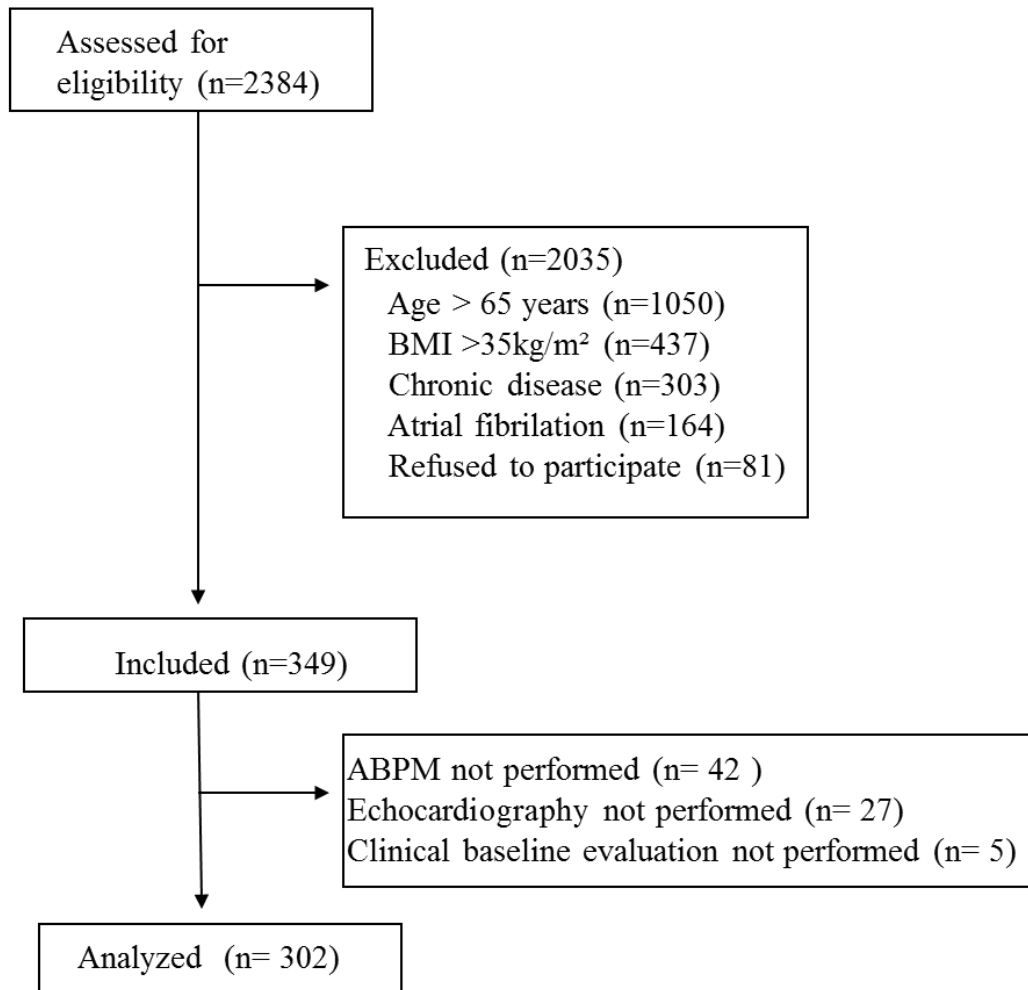 Assessed for
eligibility (n=2384)
Excluded (n=2035)
Age > 65 years (n=1050)
BMI >35kg/m² (n=437)
Chronic disease (n=303)
Atrial fibrilation (n=164)
Refused to participate (n=81)
Included (n=349)
ABPM not performed (n= 42 )
Echocardiography not performed (n= 27)
Clinical baseline evaluation not performed (n= 5)
Analyzed (n= 302)